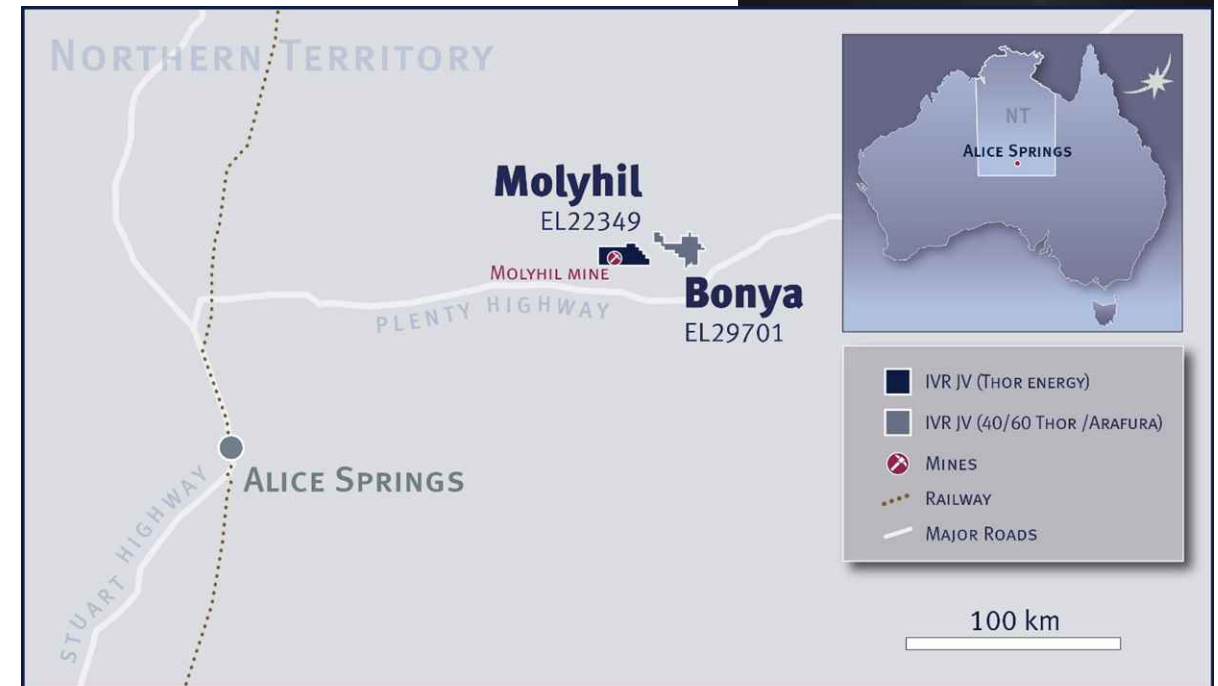 NORTHERN TERRITORY
NT
ALICE SPRINGS
Molyhil
EL22349
MOLYHIL MINE
Bonya
EL29701
PLENTY HIGHWAY
IVR JV (THOR ENERGY)
IVR JV (40/60 THOR /ARAFURA)
MINES
RAILWAY
MAJOR ROADS
ALICE SPRINGS
STUART HIGHWAY
100 km